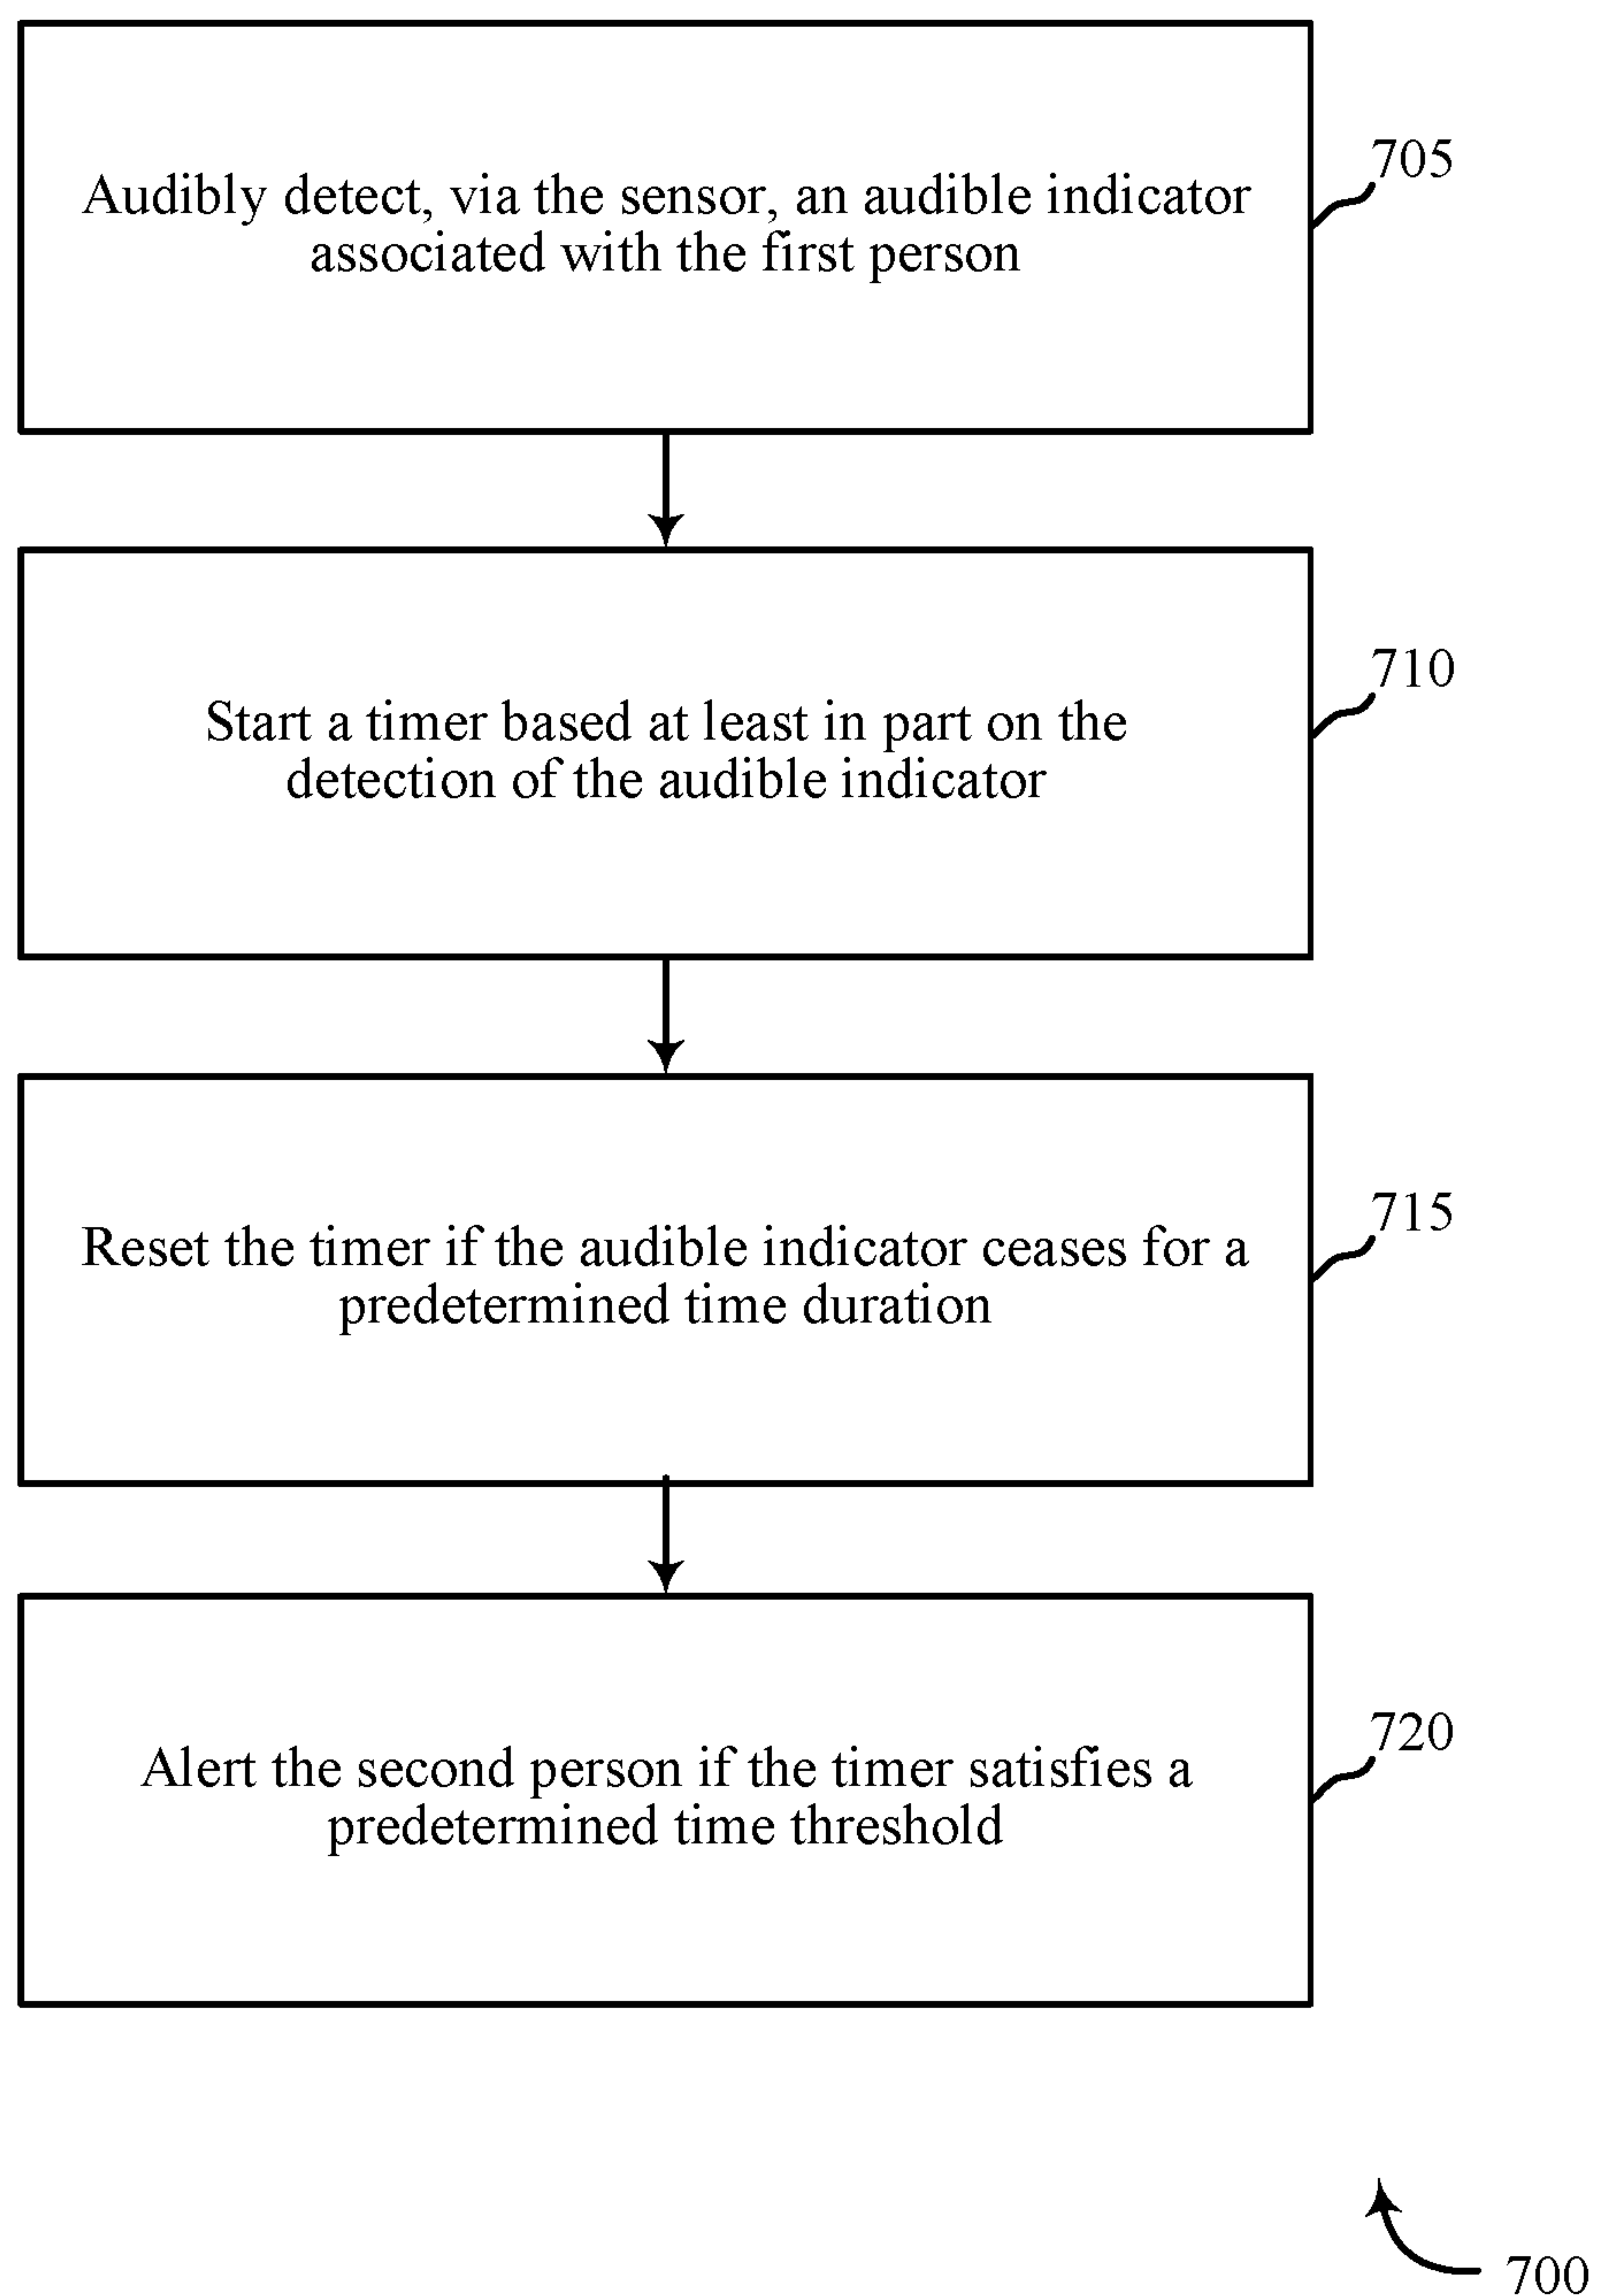 Audibly detect, via the sensor, an audible indicator
associated with the first person
705
Start a timer based at least in part on the
detection of the audible indicator
710
Reset the timer if the audible indicator ceases for a
predetermined time duration
715
Alert the second person if the timer satisfies a
predetermined time threshold
720
700